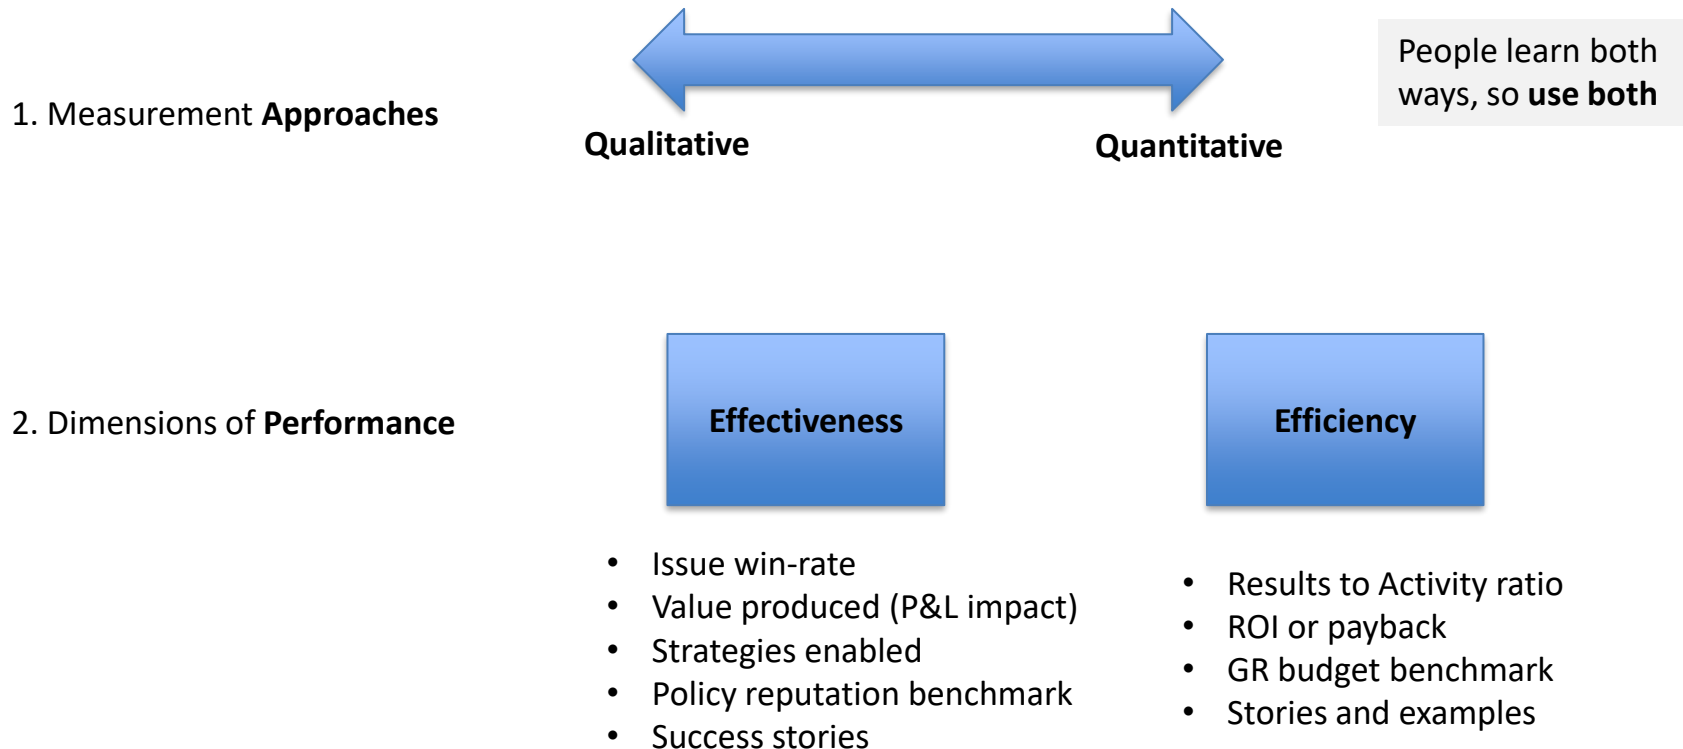 People learn both
ways, so use both
1. Measurement Approaches
Qualitative
Quantitative
2. Dimensions of Performance
Effectiveness
Efficiency
• Issue win-rate
• Value produced (P&L impact)
• Strategies enabled
• Policy reputation benchmark
• Success stories
• Results to Activity ratio
• ROI or payback
• GR budget benchmark
• Stories and examples